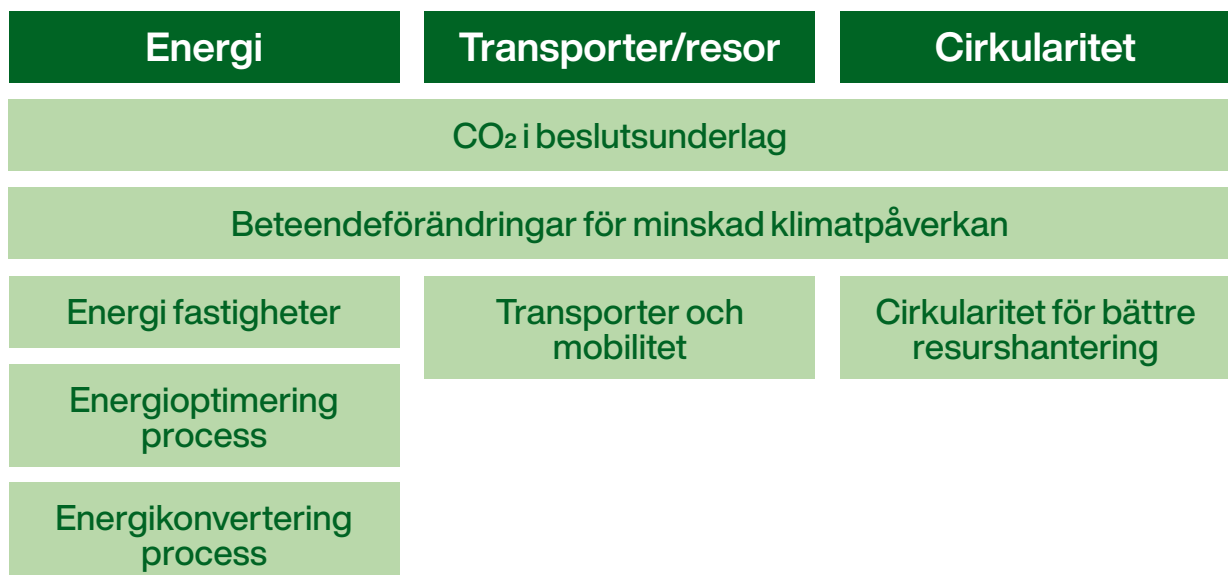 Energi
Transporter/resor
Cirkularitet
CO₂ i beslutsunderlag
Beteendeförändringar för minskad klimatpåverkan
Energi fastigheter
Transporter och
mobilitet
Cirkularitet för bättre
resurshantering
Energioptimering
process
Energikonvertering
process